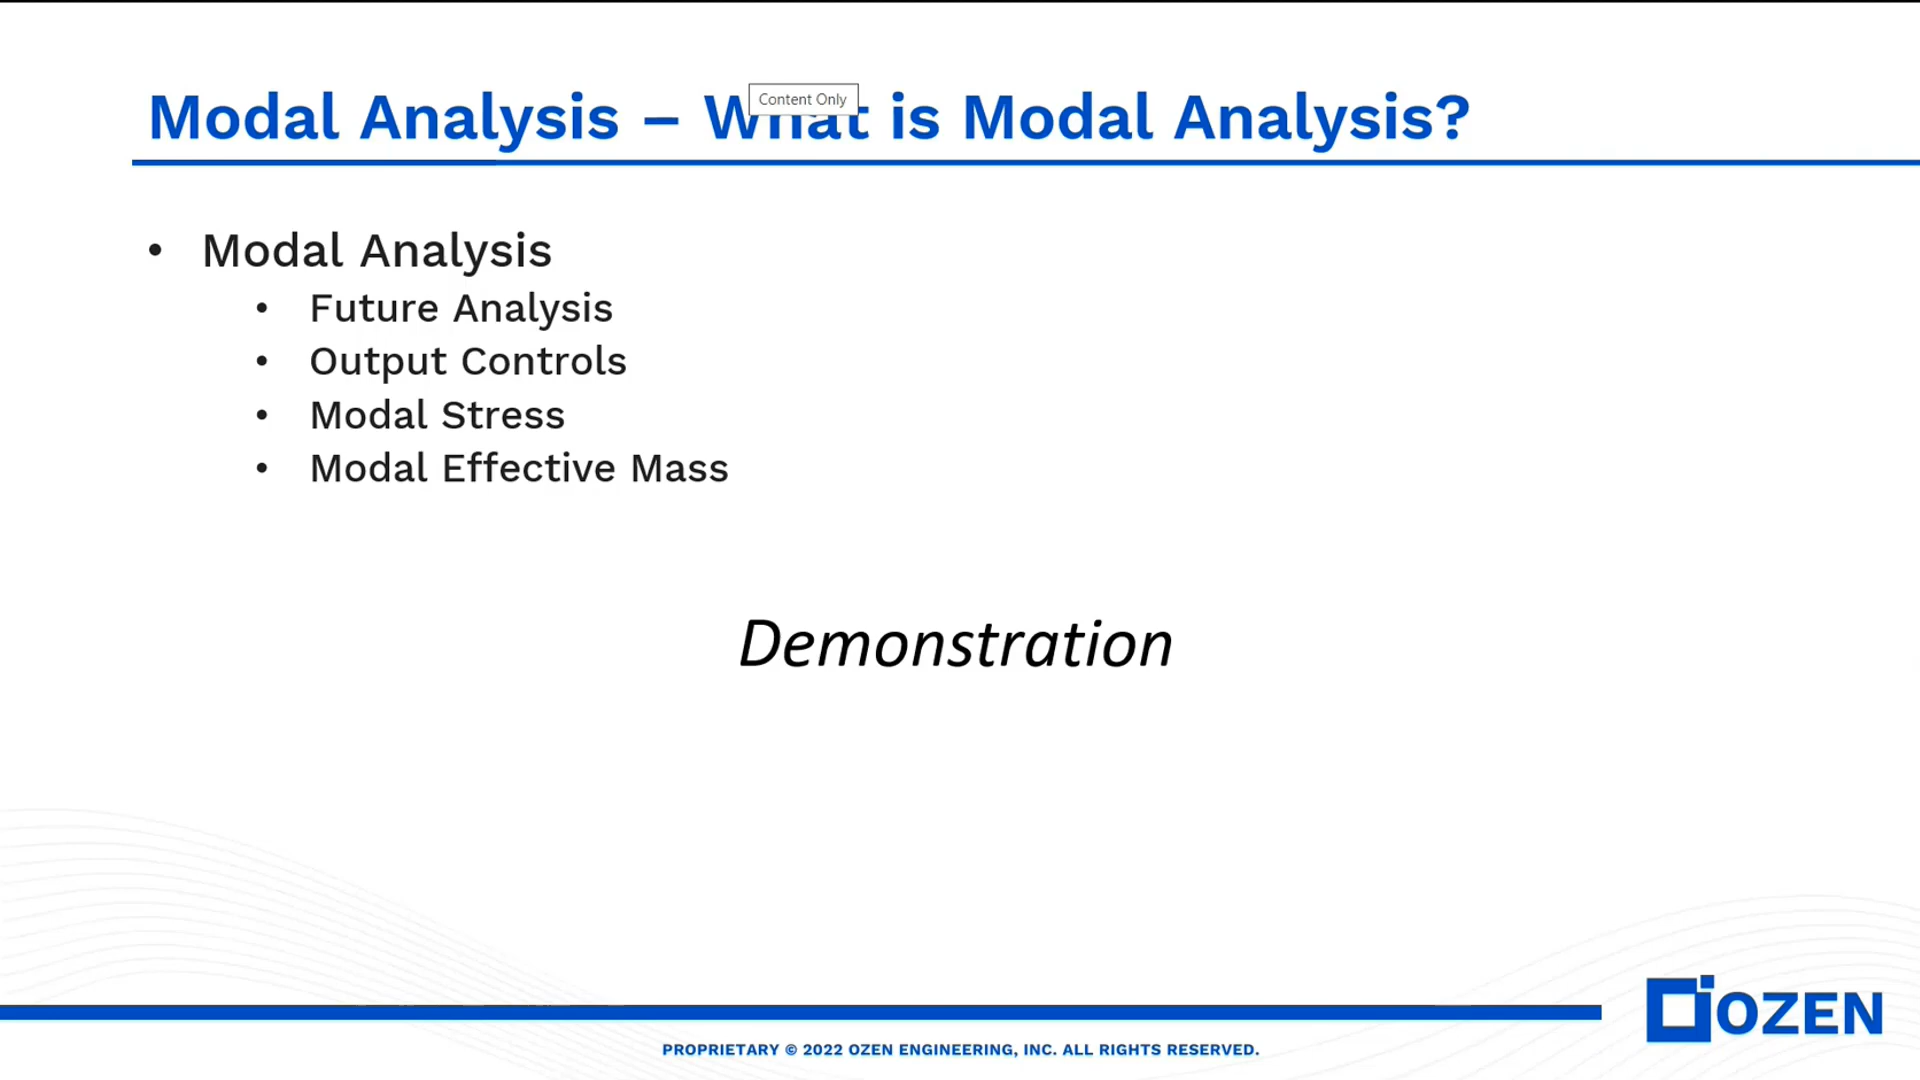 Modal Analysis – What is Modal Analysis?
Content Only
• Modal Analysis
• Future Analysis
• Output Controls
• Modal Stress
• Modal Effective Mass
Demonstration
OZEN
PROPRIETARY © 2022 OZEN ENGINEERING, INC. ALL RIGHTS RESERVED.